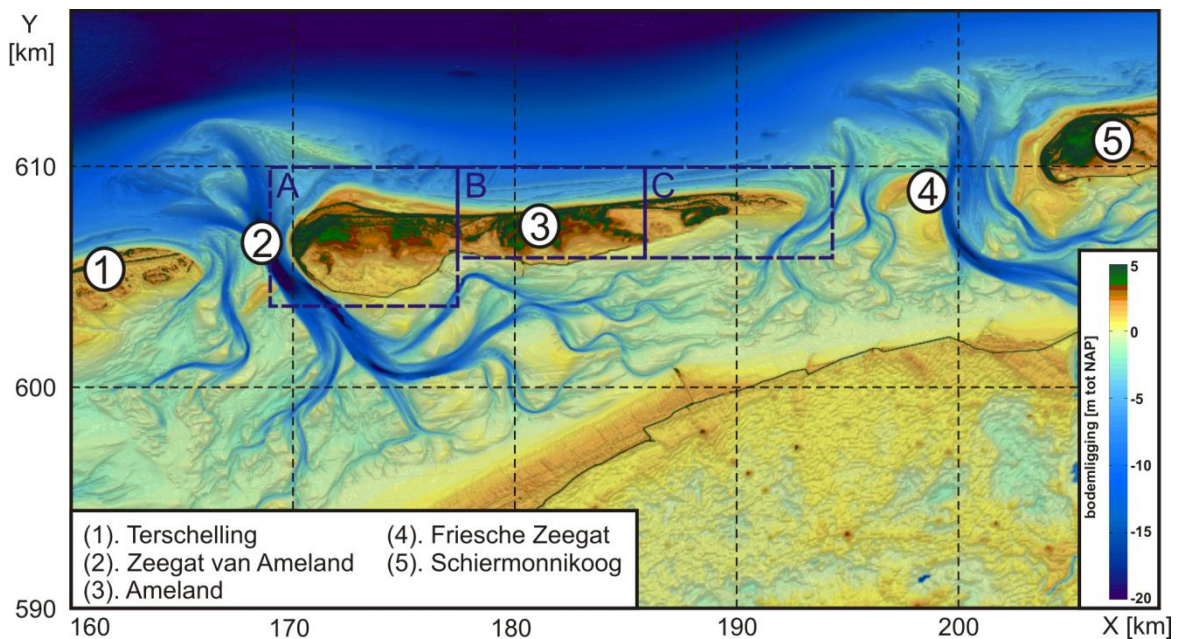 Y
[km]
610
600
590
160
170
180
190
200
X [km]
A
B
C
1
2
3
4
5
5
0
-5
-10
-15
-20
bodemligging [m tot NAP]
(1). Terschelling
(2). Zeegat van Ameland
(3). Ameland
(4). Friesche Zeegat
(5). Schiermonnikoog